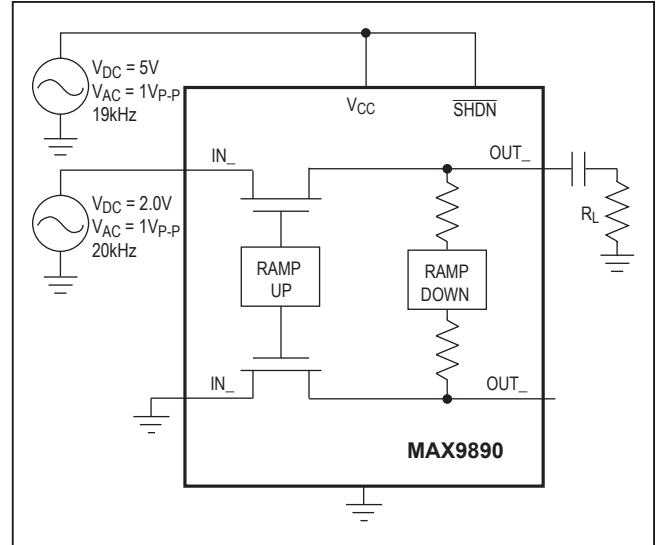 V_DC = 5V
V_AC = 1V_P-P
19kHz
V_CC
S̅H̅D̅N̅
IN_
OUT_
V_DC = 2.0V
V_AC = 1V_P-P
20kHz
R_L
RAMP
UP
RAMP
DOWN
IN_
OUT_
MAX9890